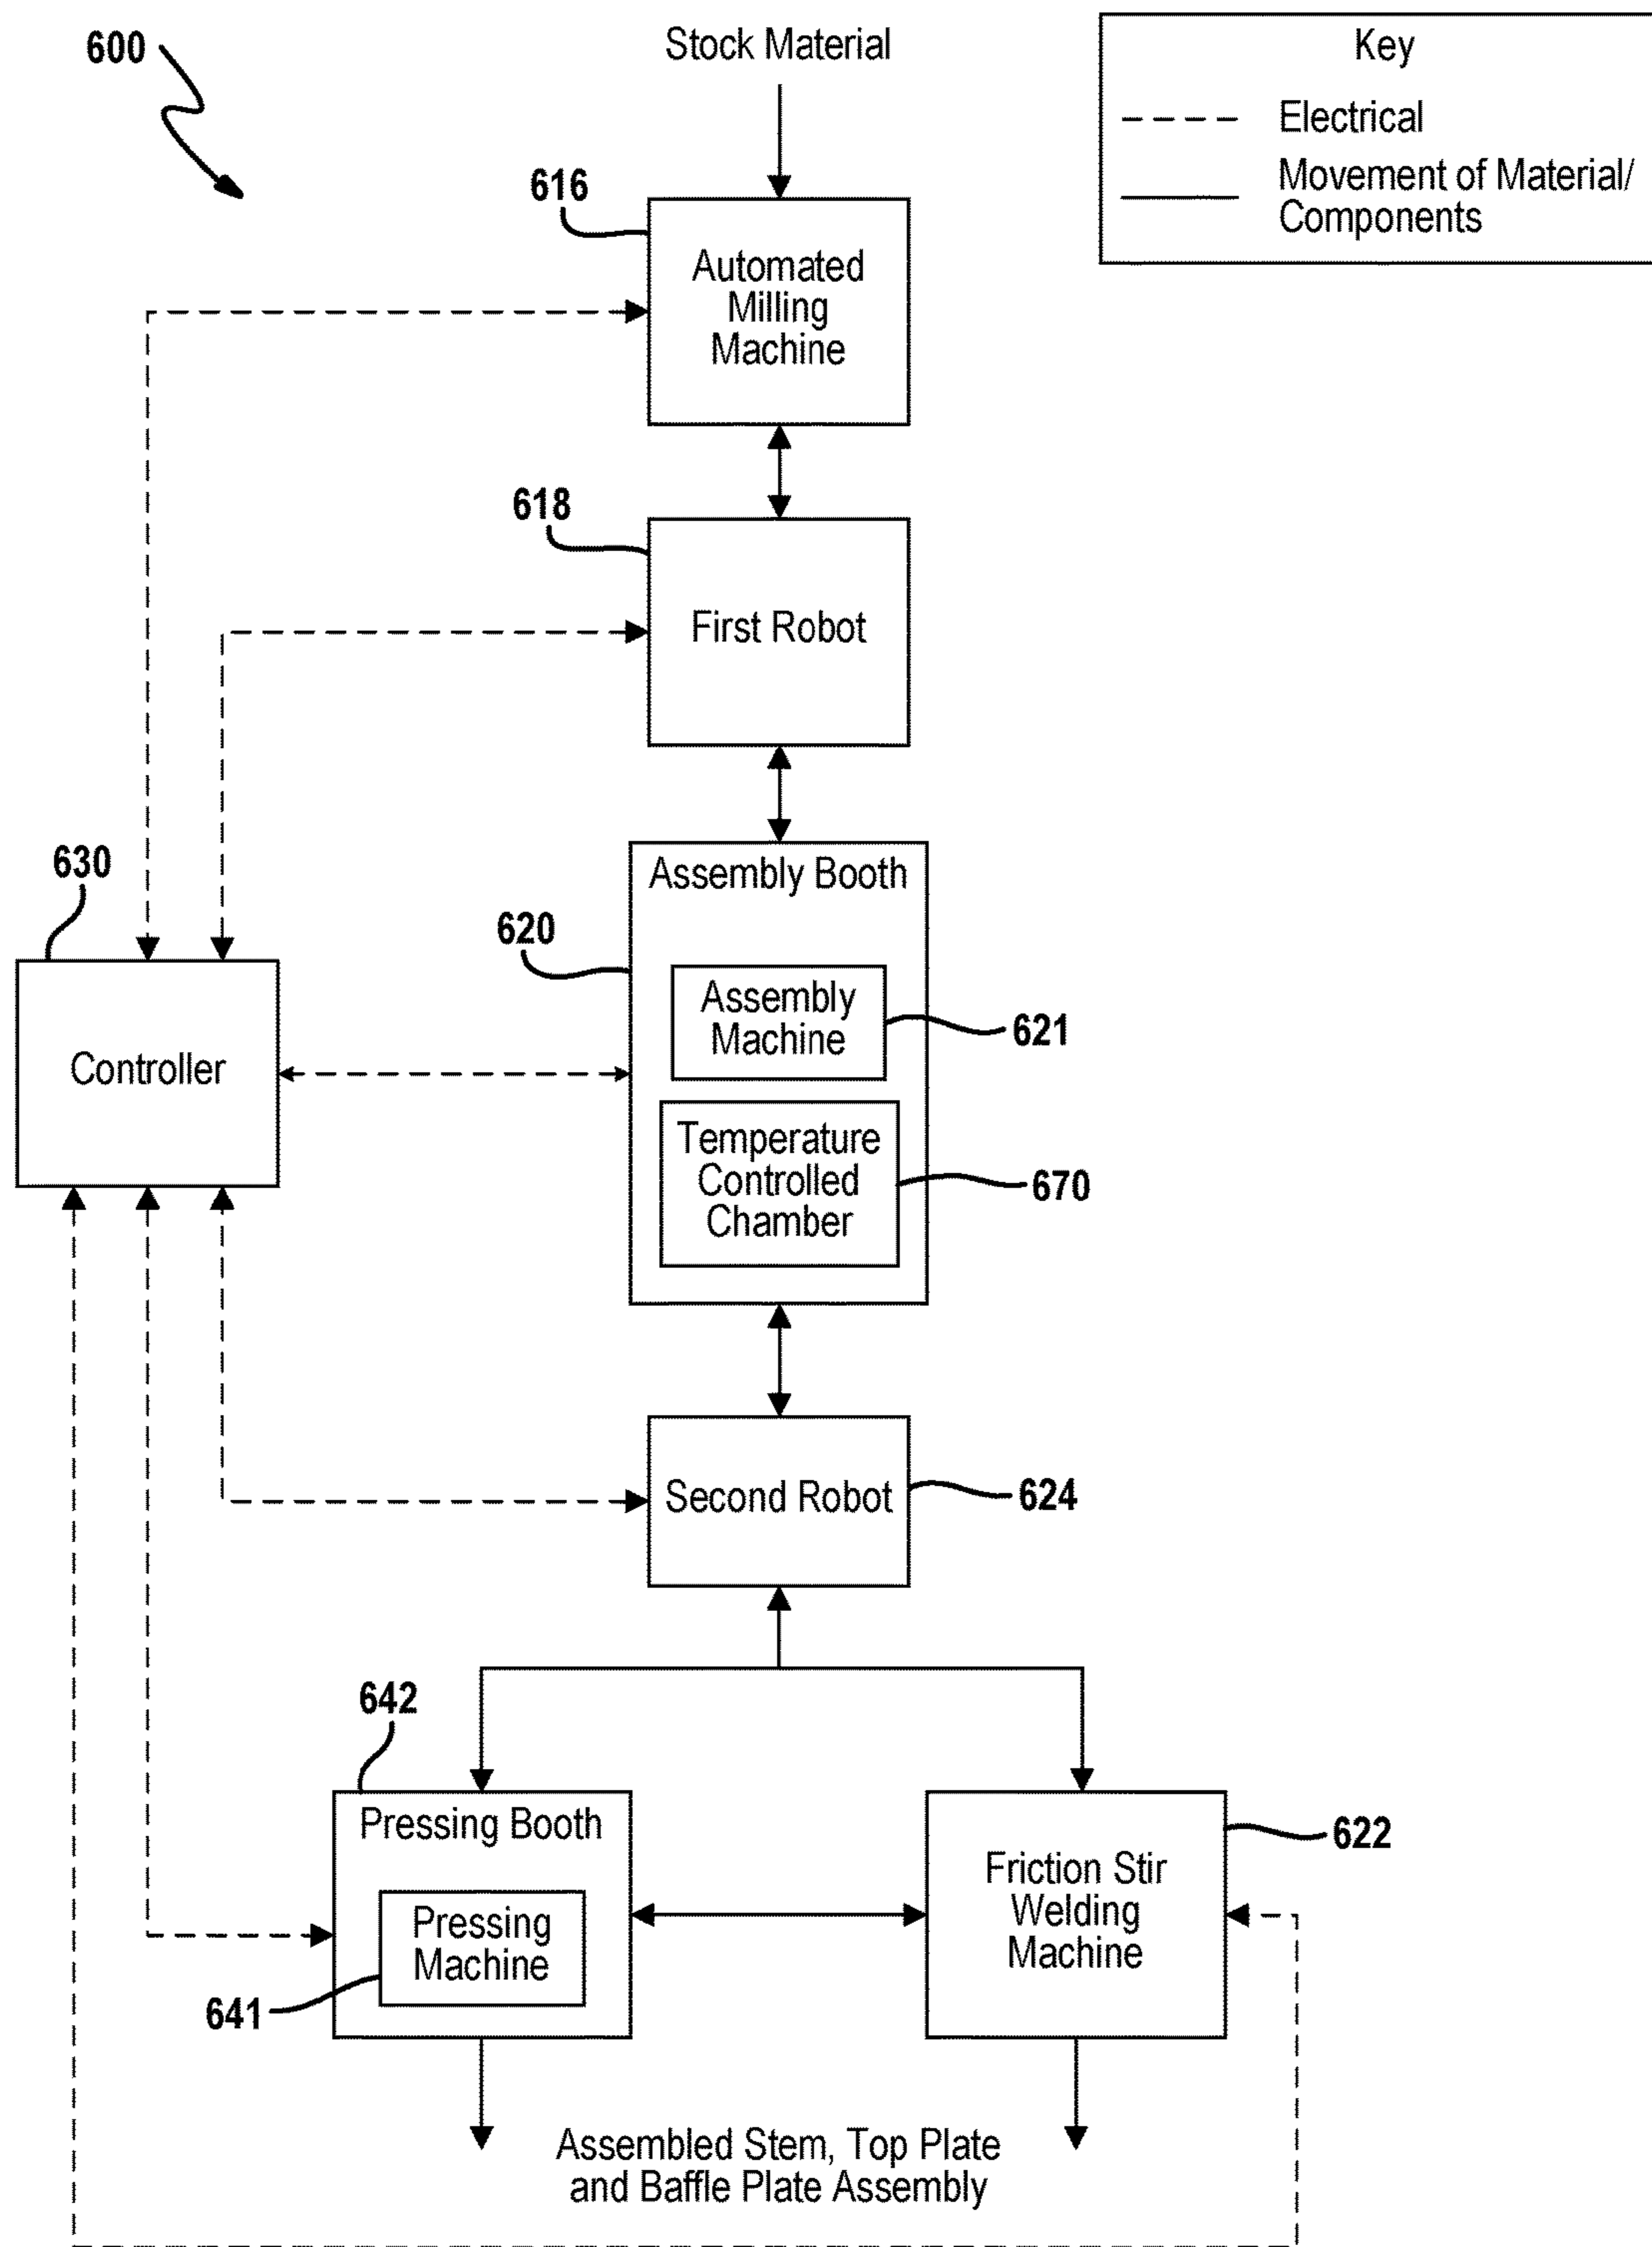 600
Stock Material
Key
Electrical
Movement of Material/
Components
616
Automated
Milling
Machine
618
First Robot
630
Controller
620
Assembly Booth
Assembly
Machine
621
Temperature
Controlled
Chamber
670
Second Robot
624
642
Pressing Booth
Pressing
Machine
641
Friction Stir
Welding
Machine
622
Assembled Stem, Top Plate
and Baffle Plate Assembly